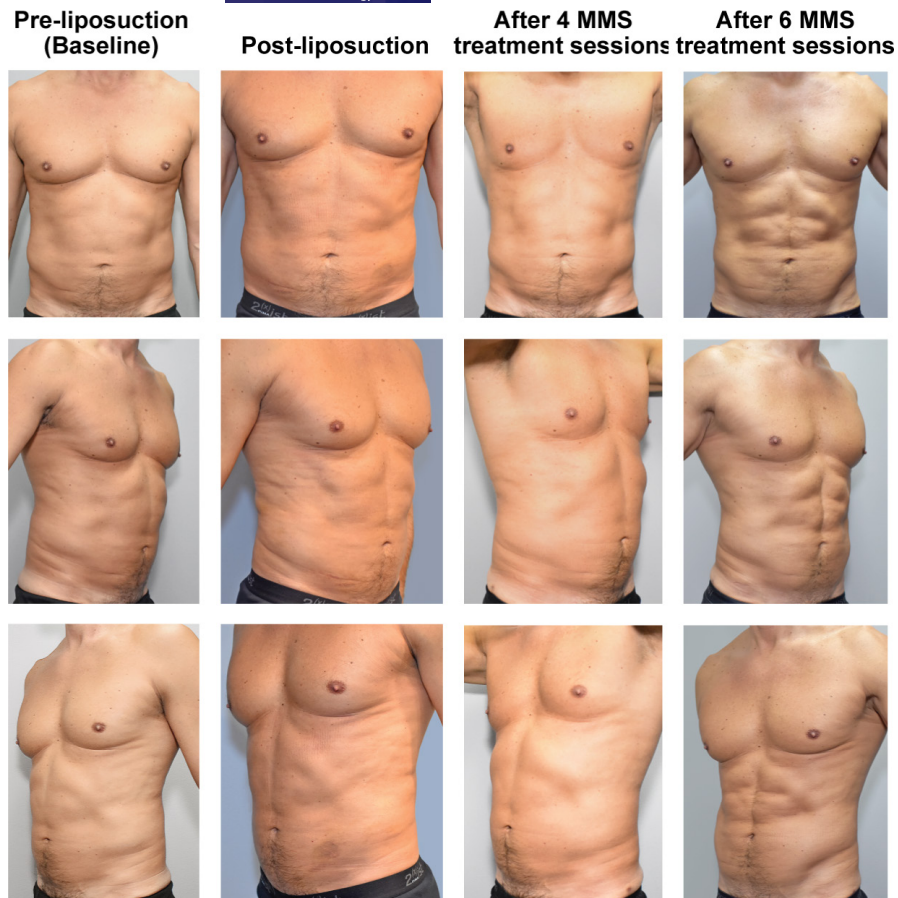 Pre-liposuction
(Baseline)
Post-liposuction
After 4 MMS
treatment sessions
After 6 MMS
treatment sessions